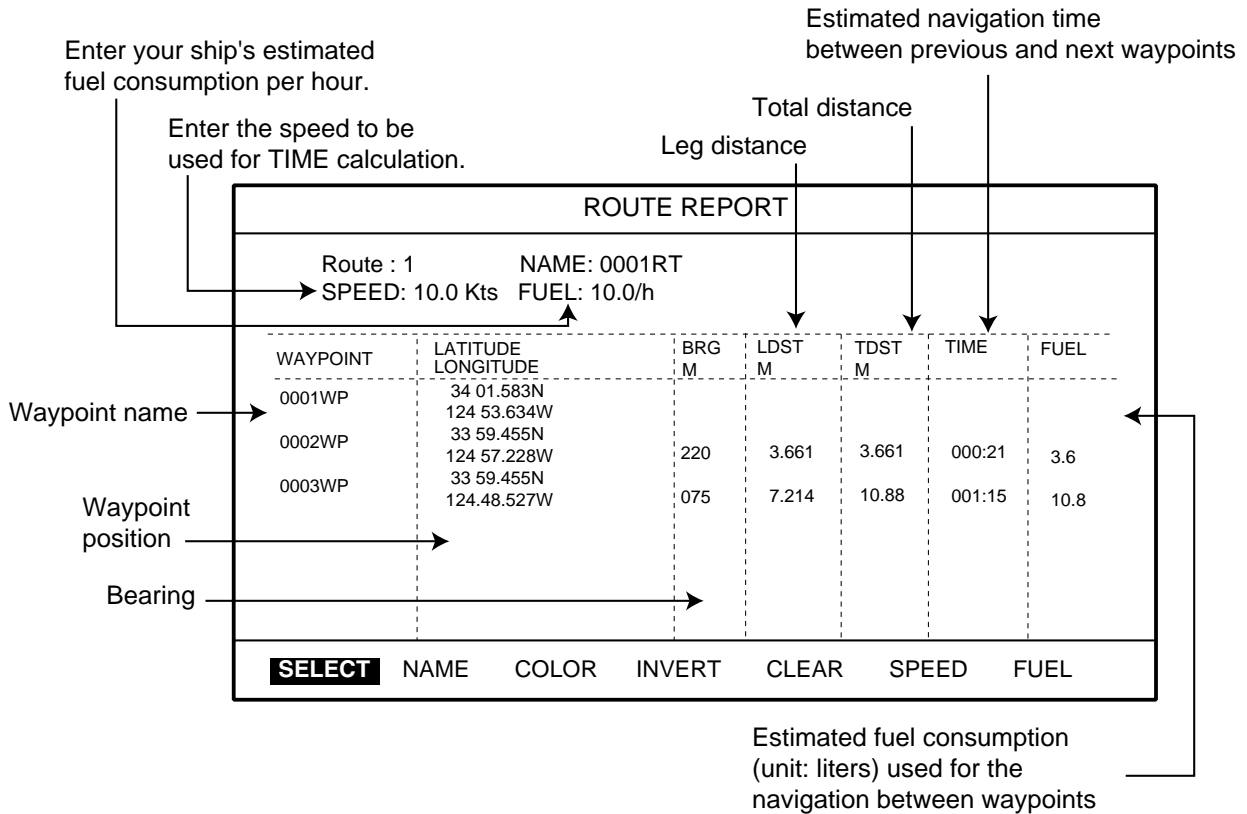 Estimated navigation time
between previous and next waypoints
Enter your ship's estimated
fuel consumption per hour.
Total distance
Enter the speed to be
used for TIME calculation.
Leg distance
ROUTE REPORT
Route : 1 NAME: 0001RT
SPEED: 10.0 Kts FUEL: 10.0/h
WAYPOINT LATITUDE LONGITUDE BRG M LDST M TDST M TIME FUEL
0001WP 34 01.583N
124 53.634W
0002WP 33 59.455N
124 57.228W 220 3.661 3.661 000:21 3.6
0003WP 33 59.455N
124.48.527W 075 7.214 10.88 001:15 10.8
Waypoint name
Waypoint
position
Bearing
SELECT NAME COLOR INVERT CLEAR SPEED FUEL
Estimated fuel consumption
(unit: liters) used for the
navigation between waypoints